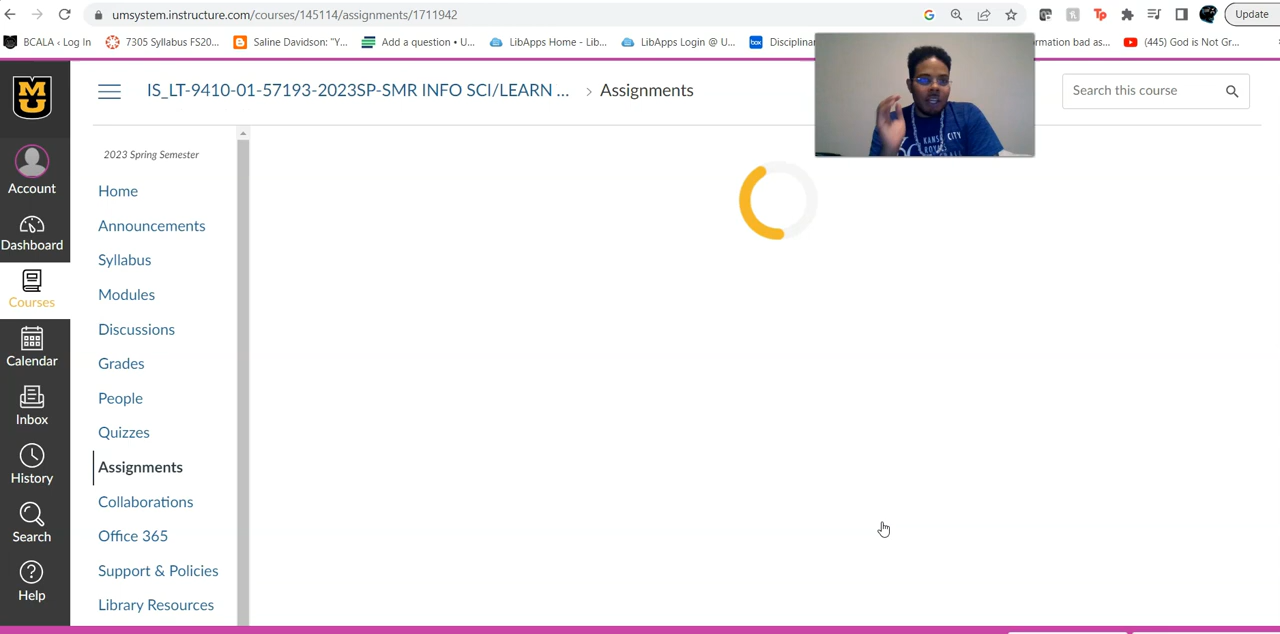 umsystem.instructure.com/courses/145114/assignments/1711942
Update
BCALA ‹ Log In
7305 Syllabus FS20...
Saline Davidson: "Y...
Add a question • U...
LibApps Home - Lib...
LibApps Login @ U...
Disciplinar
rmation bad as...
(445) God is Not Gr...
IS_LT-9410-01-57193-2023SP-SMR INFO SCI/LEARN ...
Assignments
Search this course
2023 Spring Semester
Home
Announcements
Syllabus
Modules
Discussions
Grades
People
Quizzes
Assignments
Collaborations
Office 365
Support & Policies
Library Resources
Account
Dashboard
Courses
Calendar
Inbox
History
Search
Help
KANSAS CITY